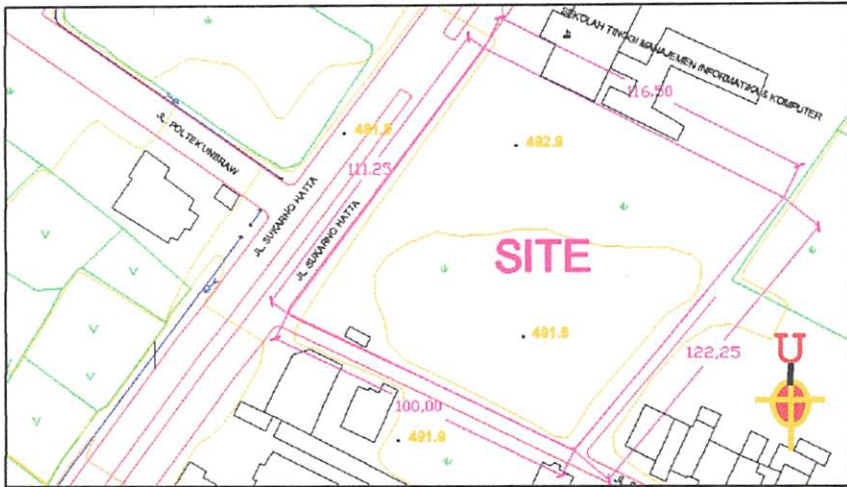 SEKOLAH TINGGI MANAJEMEN INFORMATIKA & KOMPUTER
116.50
JL. POLTEK UNBRAW
491.5
492.9
111.25
JL. SUKARNO HATTA
JL. SUKARNO HATTA
SITE
U
491.6
122,25
100,00
491.9